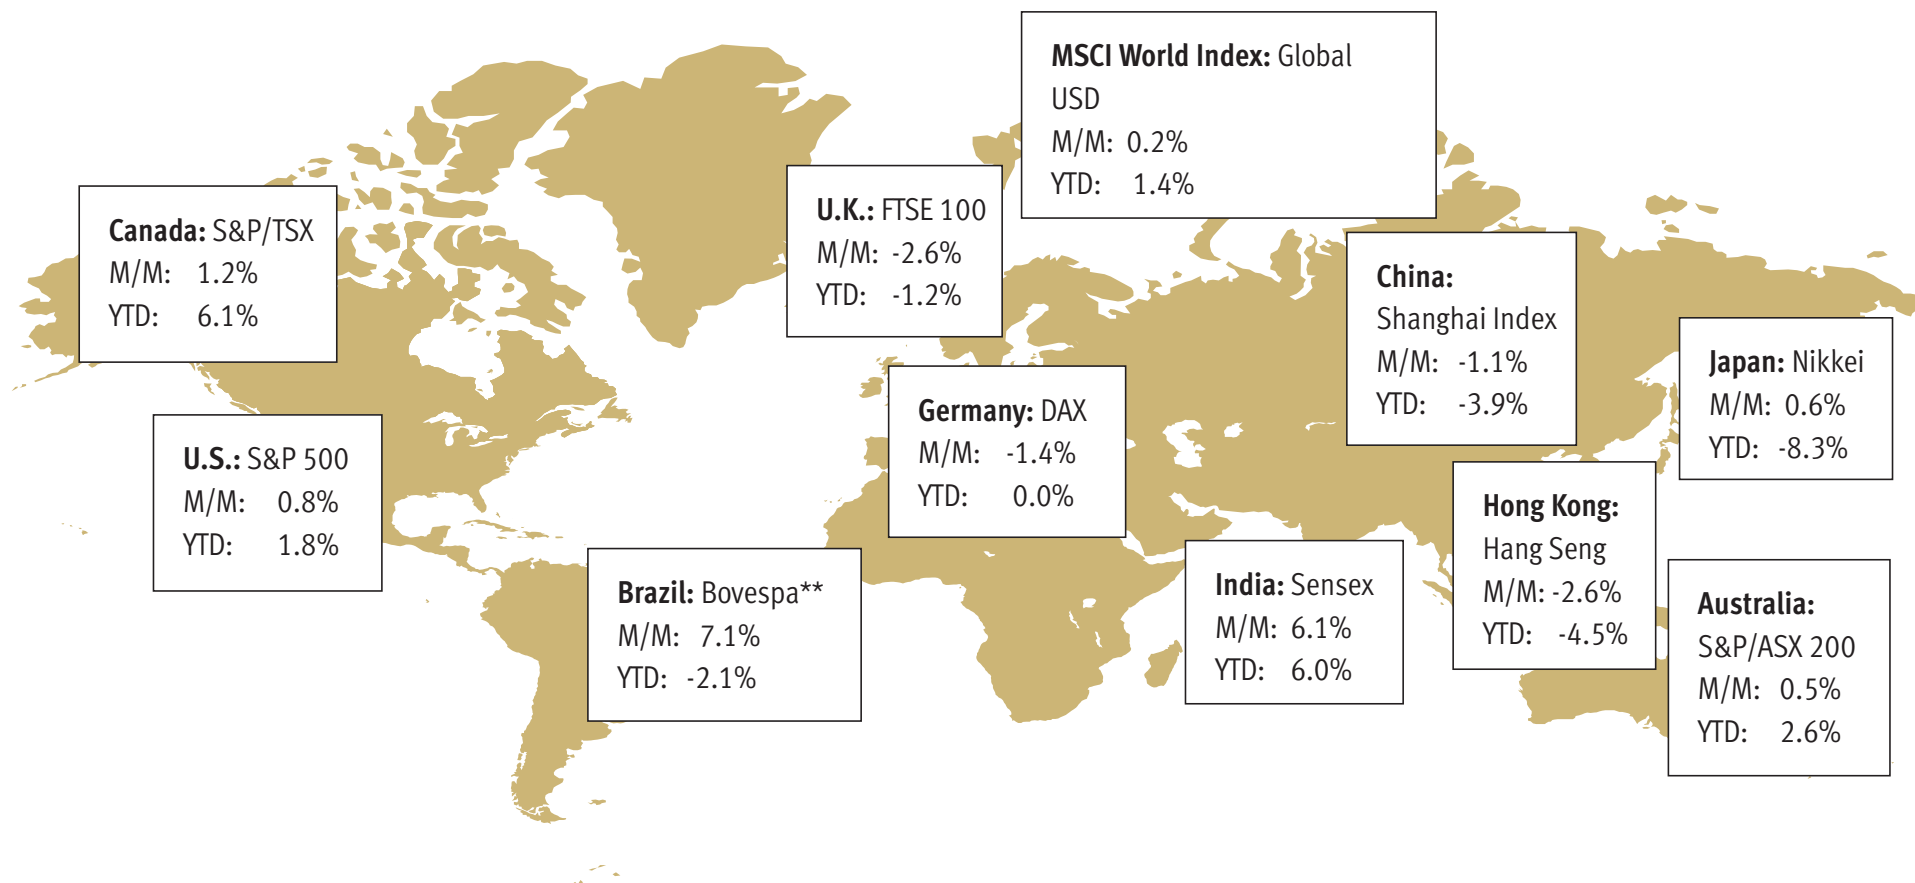 MSCI World Index: Global
USD
M/M: 0.2%
YTD: 1.4%
Canada: S&P/TSX
M/M: 1.2%
YTD: 6.1%
U.K.: FTSE 100
M/M: -2.6%
YTD: -1.2%
China:
Shanghai Index
M/M: -1.1%
YTD: -3.9%
Japan: Nikkei
M/M: 0.6%
YTD: -8.3%
Germany: DAX
M/M: -1.4%
YTD: 0.0%
U.S.: S&P 500
M/M: 0.8%
YTD: 1.8%
Hong Kong:
Hang Seng
M/M: -2.6%
YTD: -4.5%
Brazil: Bovespa**
M/M: 7.1%
YTD: -2.1%
India: Sensex
M/M: 6.1%
YTD: 6.0%
Australia:
S&P/ASX 200
M/M: 0.5%
YTD: 2.6%